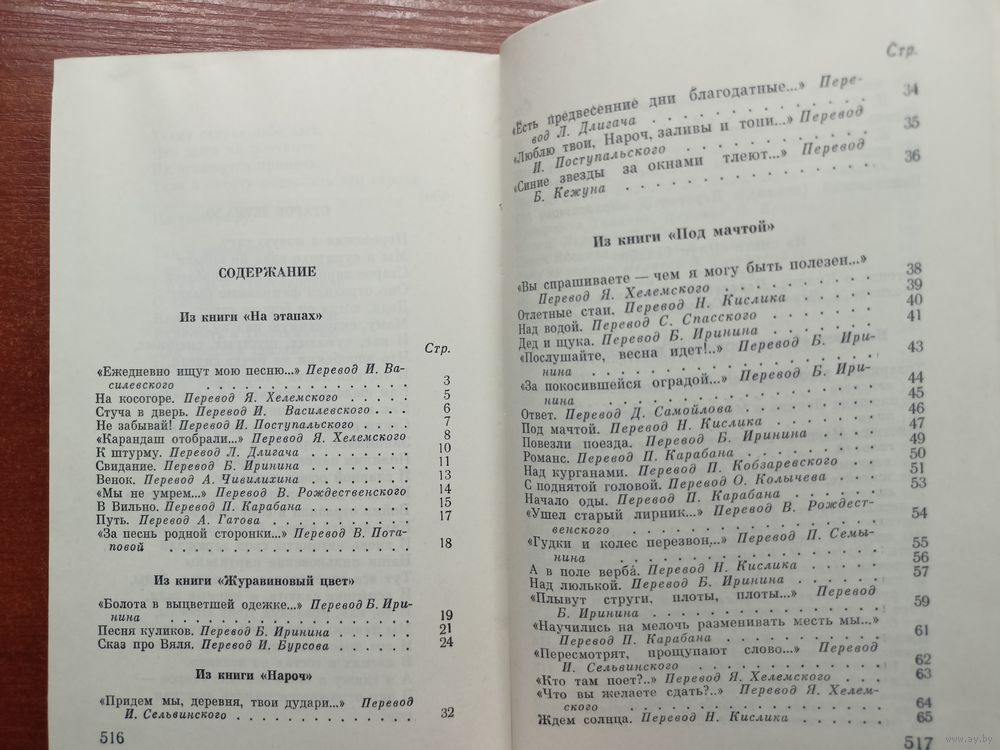 СОДЕРЖАНИЕ
Из книги «На этапах»
Стр.
«Ежедневно ищут мою песню...» Перевод И. Ва-
силевского . . . . . . . . . . . . . 3
На косогоре. Перевод Я. Хелемского . . . . . 5
Стуча в дверь. Перевод И. Василевского . . . 6
Не забывай! Перевод И. Поступальского . . . . 7
«Карандаш отобрали...» Перевод Я. Хелемского 8
К штурму. Перевод Л. Длигача . . . . . . . 10
Свидание. Перевод Б. Иринина . . . . . . . 11
Венок. Перевод А. Чивилихина . . . . . . . 13
«Мы не умрем...» Перевод В. Рождественского 14
В Вильно. Перевод П. Карабана . . . . . . . 15
Путь. Перевод А. Гатова . . . . . . . . . 17
«За песнь родной сторонки...» Перевод В. Пота-
повой . . . . . . . . . . . . . . . 18
Из книги «Журавиновый цвет»
«Болота в выцветшей одежке...» Перевод Б. Ири-
нина . . . . . . . . . . . . . . . 19
Песня куликов. Перевод Б. Иринина . . . . . 21
Сказ про Вяля. Перевод И. Бурсова . . . . . 24
Из книги «Нароч»
«Придем мы, деревня, твои дудари...» Перевод
И. Сельвинского . . . . . . . . . . . . 32
516
Стр.
«Есть предвесенние дни благодатные...» Пере-
вод Л. Длигача . . . . . . . . . . . . 34
«Люблю твои, Нароч, заливы и тони...» Перевод
И. Поступальского . . . . . . . . . . . 35
«Синие звезды за окнами тлеют...» Перевод
Б. Кежуна . . . . . . . . . . . . . . 36
Из книги «Под мачтой»
«Вы спрашиваете — чем я могу быть полезен...»
Перевод Я. Хелемского . . . . . . . . . 38
Отлетные стаи. Перевод Н. Кислика . . . . . 39
Над водой. Перевод С. Спасского . . . . . . 40
Дед и щука. Перевод Б. Иринина . . . . . . 41
«Послушайте, весна идет!..» Перевод Б. Ири-
нина . . . . . . . . . . . . . . . 43
«За покосившейся оградой...» Перевод Б. Ири-
нина . . . . . . . . . . . . . . . 44
Ответ. Перевод Д. Самойлова . . . . . . . 45
Под мачтой. Перевод Н. Кислика . . . . . . 46
Повезли поезда. Перевод Б. Иринина . . . . . 47
Романс. Перевод П. Карабана . . . . . . . 49
Над курганами. Перевод П. Кобзаревского . . 50
С поднятой головой. Перевод О. Колычева . . . 51
Начало оды. Перевод П. Карабана . . . . . . 53
«Ушел старый лирник...» Перевод В. Рождест-
венского . . . . . . . . . . . . . . 54
«Гудки и колес перезвон...» Перевод П. Семы-
нина . . . . . . . . . . . . . . . 55
А в поле верба. Перевод Н. Кислика . . . . . 56
Над люлькой. Перевод Б. Иринина . . . . . . 57
«Плывут струги, плоты, плоты...» Перевод
Б. Иринина . . . . . . . . . . . . . 59
«Научились на мелочь разменивать месть мы...»
Перевод П. Карабана . . . . . . . . . . 61
«Пересмотрят, прощупают слово...» Перевод
И. Сельвинского . . . . . . . . . . . . 62
«Кто там поет?..» Перевод Я. Хелемского . . . 63
«Что вы желаете сдать?..» Перевод Я. Хелем-
ского . . . . . . . . . . . . . . . 64
Ждем солнца. Перевод Н. Кислика . . . . . . 65
517
www.ay.by